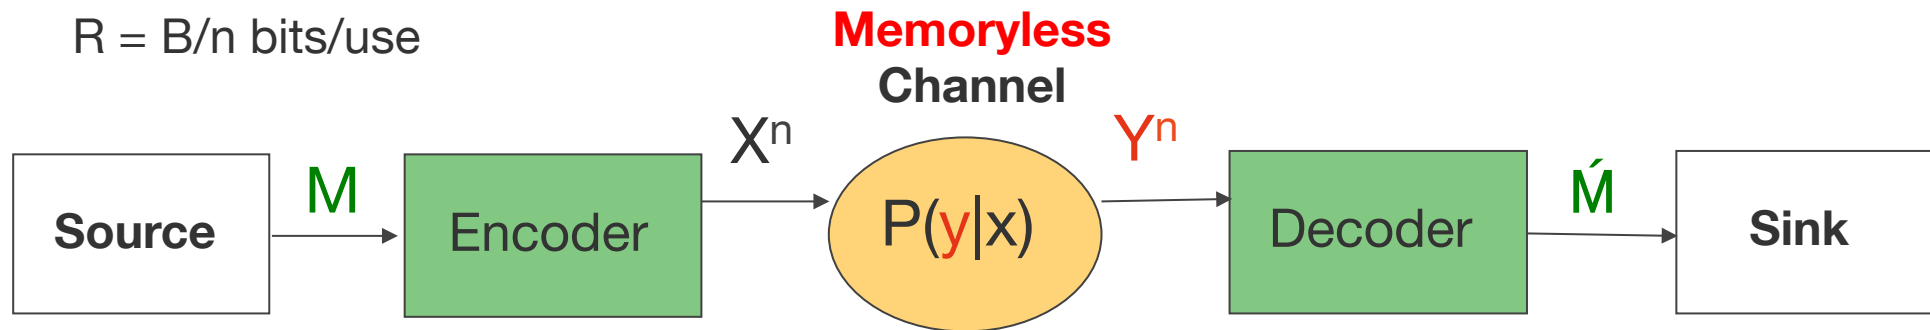 R = B/n bits/use
Memoryless
Channel
Source
M
Encoder
Xⁿ
P(y|x)
Yⁿ
Decoder
Ḿ
Sink